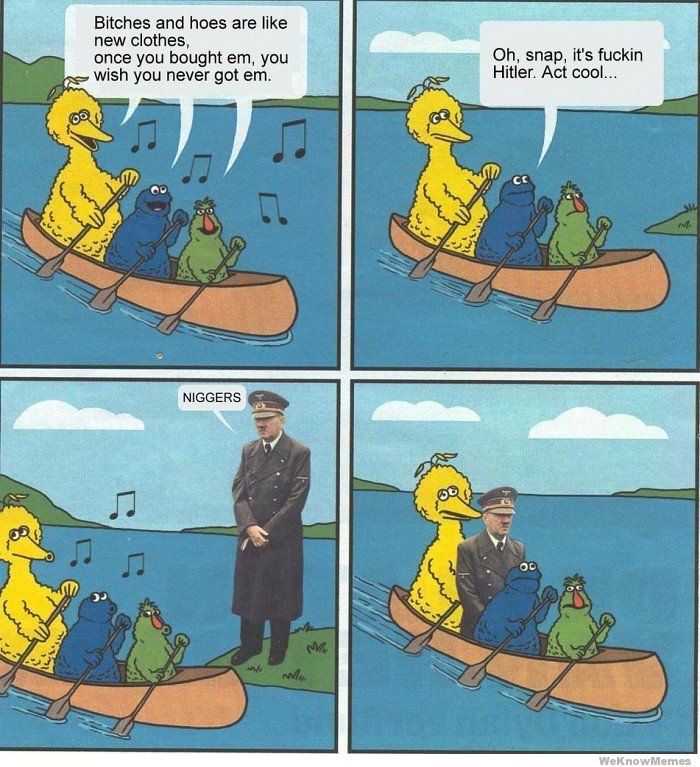 Bitches and hoes are like
new clothes,
once you bought em, you
wish you never got em.
Oh, snap, it's fuckin
Hitler. Act cool...
NIGGERS
WeKnowMemes